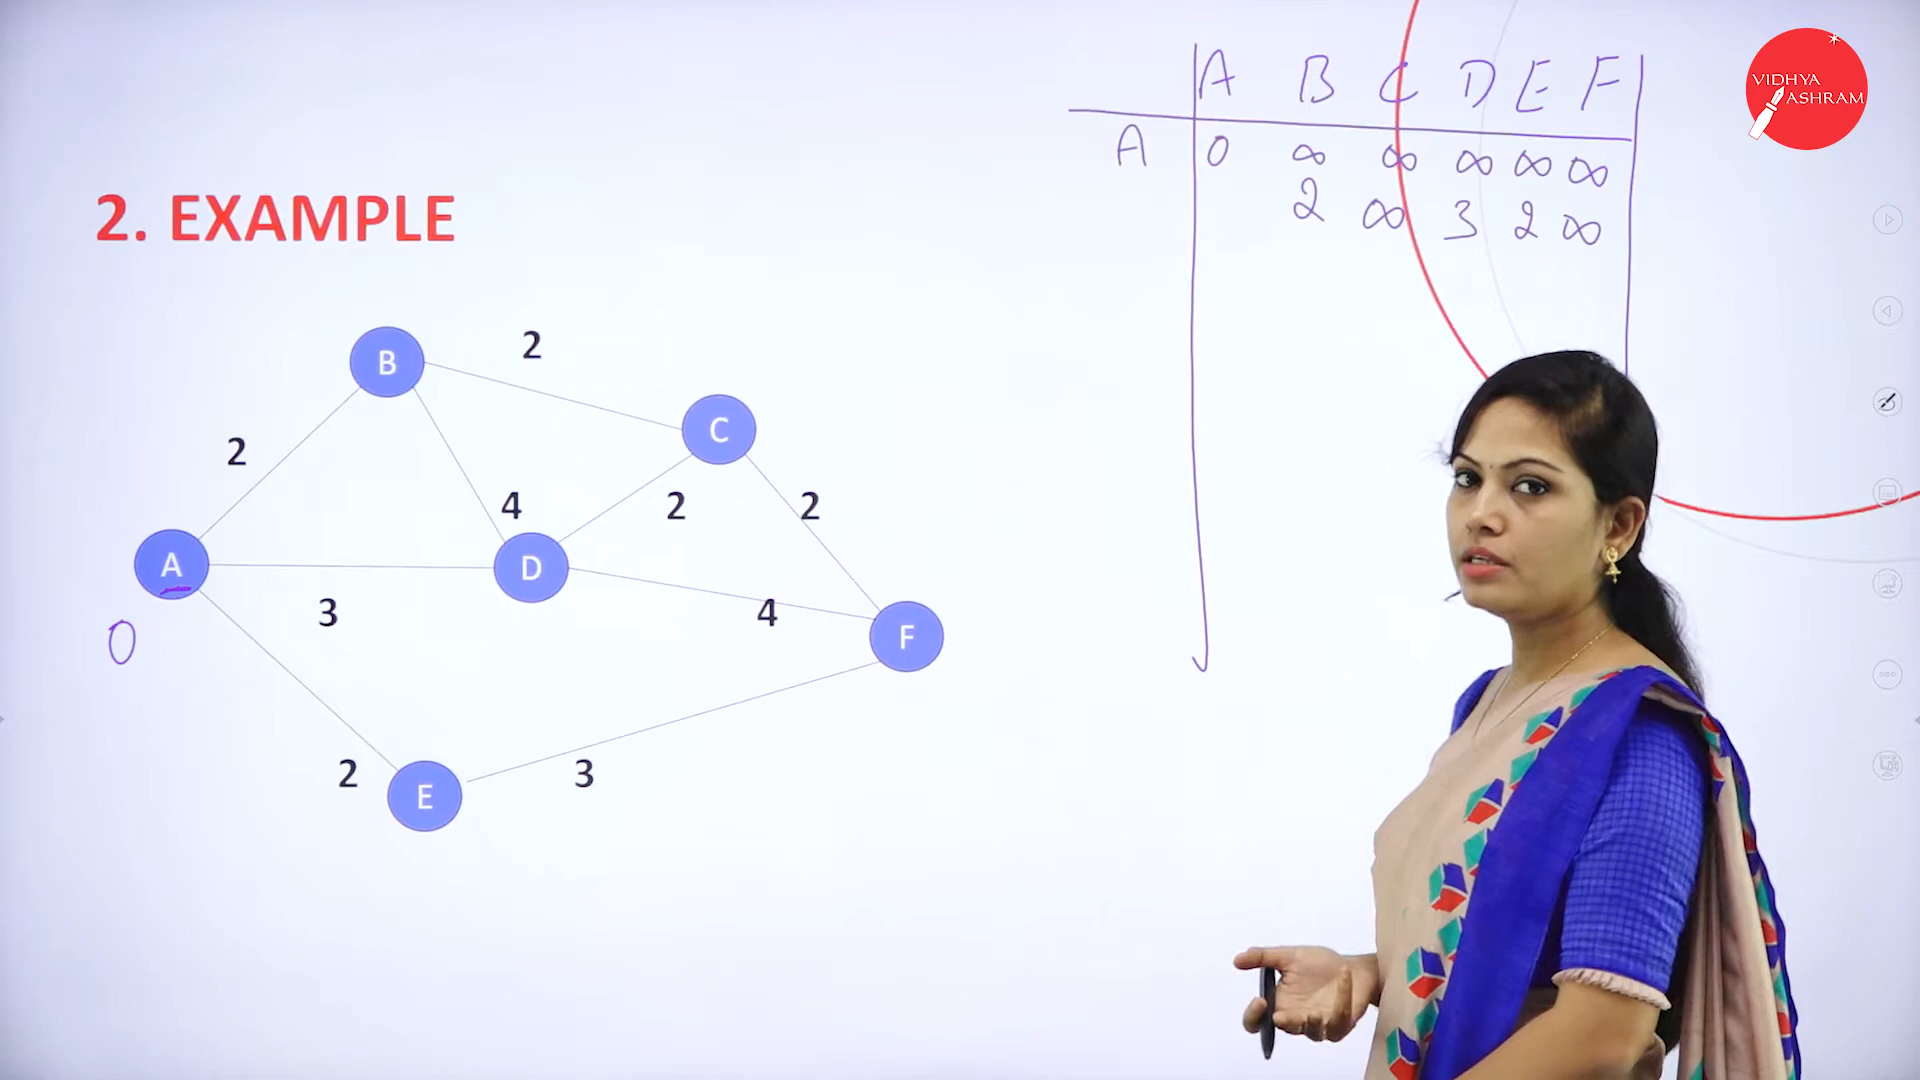 VIDHYA
ASHRAM
A B C D E F
A 0 ∞ ∞ ∞ ∞ ∞
2 ∞ 3 2 ∞
2. EXAMPLE
B
2
C
2
4
2
2
A
D
3
4
0
F
2
3
E